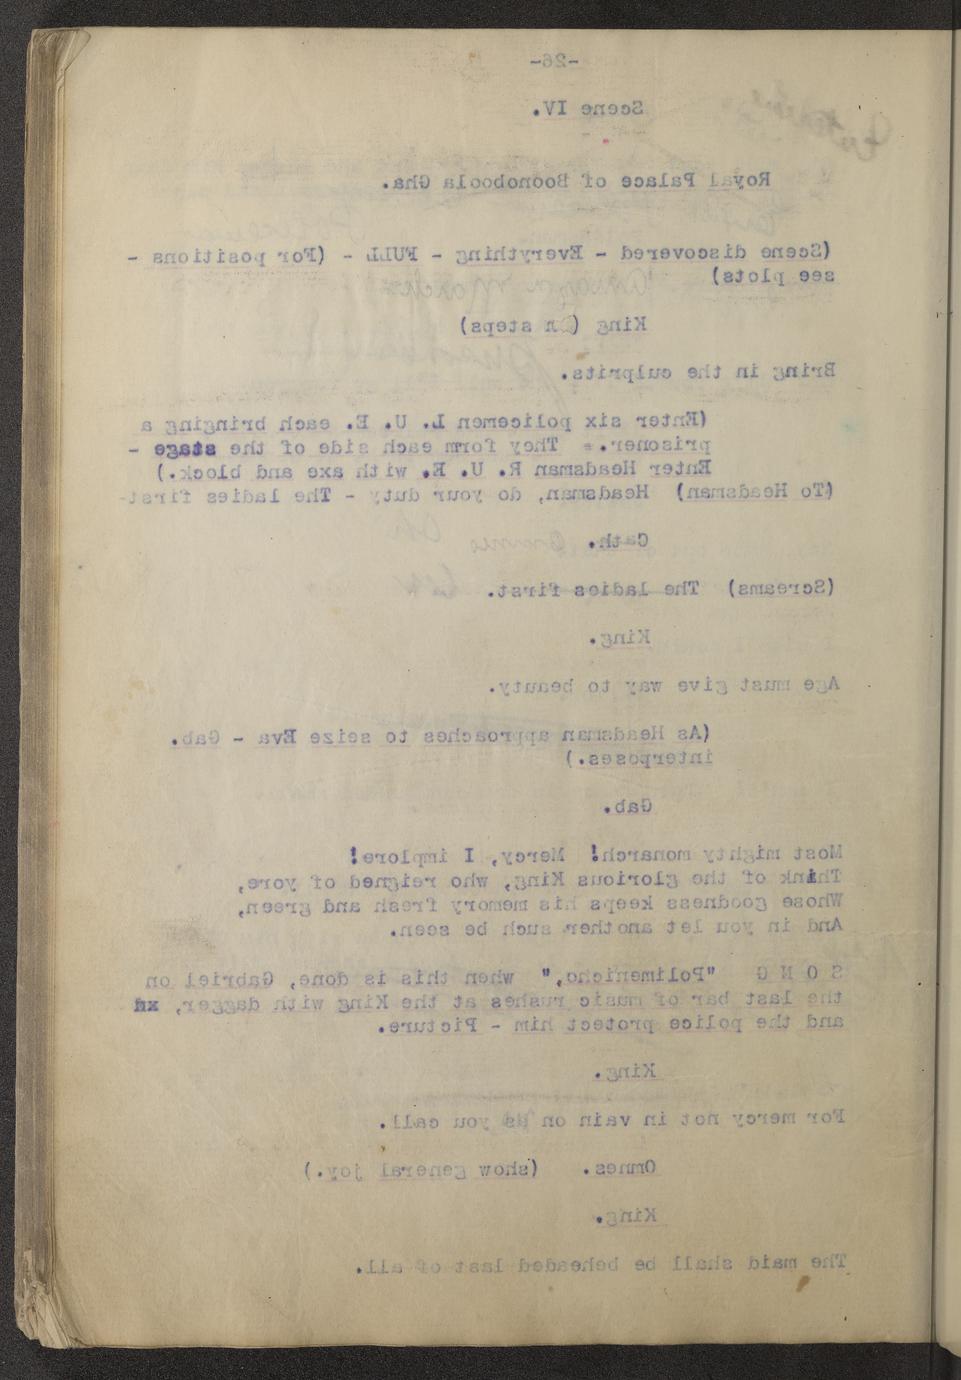 -26-
Scene IV.
Royal Palace of Boonoboola Gha.
(Scene discovered - Everything - FULL - (For positions -
see plots)
King (On steps)
Bring in the culprits.
(Enter six policemen L. U. E. each bringing a
prisoner. - They form each side of the stage -
Enter Headsman R. U. E. with axe and block.)
(To Headsman) Headsman, do your duty - The ladies first-
Cath. Omnes
(Screams) The ladies first.
King.
Age must give way to beauty.
(As Headsman approaches to seize Eva - Gab.
interposes.)
Gab.
Most mighty monarch! Mercy, I implore!
Think of the glorious King, who reigned of yore,
Whose goodness keeps his memory fresh and green,
And in you let another such be seen.
S O N G "Polimenicho," when this is done, Gabriel on
the last bar of music rushes at the King with dagger, xn
and the police protect him - Picture.
King.
For mercy not in vain on us you call.
Omnes. (show general joy.)
King.
The maid shall be beheaded last of all.